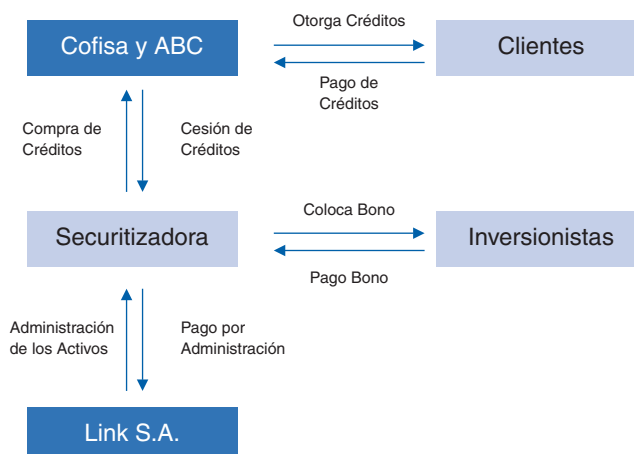 Cofisa y ABC
Otorga Créditos
Clientes
Pago de
Créditos
Compra de
Créditos
Cesión de
Créditos
Securitizadora
Coloca Bono
Inversionistas
Pago Bono
Administración
de los Activos
Pago por
Administración
Link S.A.